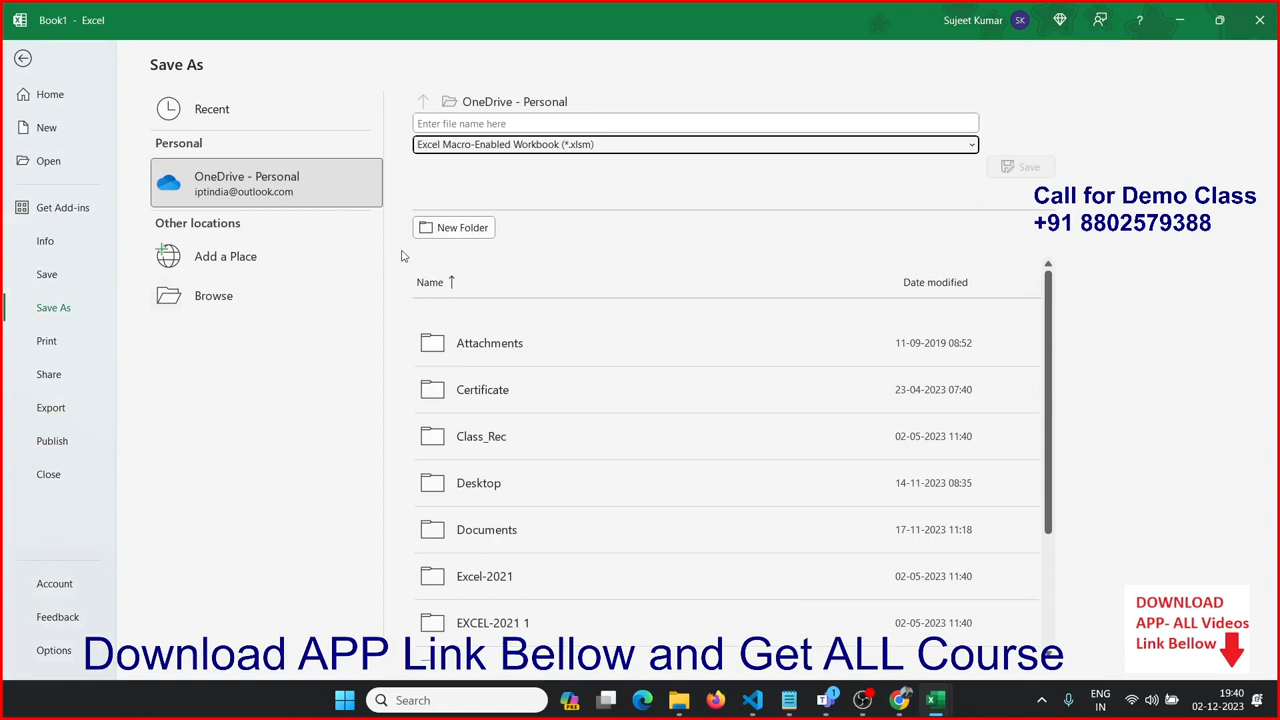 Book1 - Excel
Sujeet Kumar SK
Save As
Home
New
Open
Get Add-ins
Info
Save
Save As
Print
Share
Export
Publish
Close
Account
Feedback
Options
Recent
Personal
OneDrive - Personal
iptindia@outlook.com
Other locations
Add a Place
Browse
OneDrive - Personal
Enter file name here
Excel Macro-Enabled Workbook (*.xlsm)
Save
Call for Demo Class
+91 8802579388
New Folder
Name Date modified
Attachments 11-09-2019 08:52
Certificate 23-04-2023 07:40
Class_Rec 02-05-2023 11:40
Desktop 14-11-2023 08:35
Documents 17-11-2023 11:18
Excel-2021 02-05-2023 11:40
EXCEL-2021 1 02-05-2023 11:40
DOWNLOAD
APP- ALL Videos
Link Bellow
Download APP Link Bellow and Get ALL Course
Search
PRE
1
ENG
IN
19:40
02-12-2023